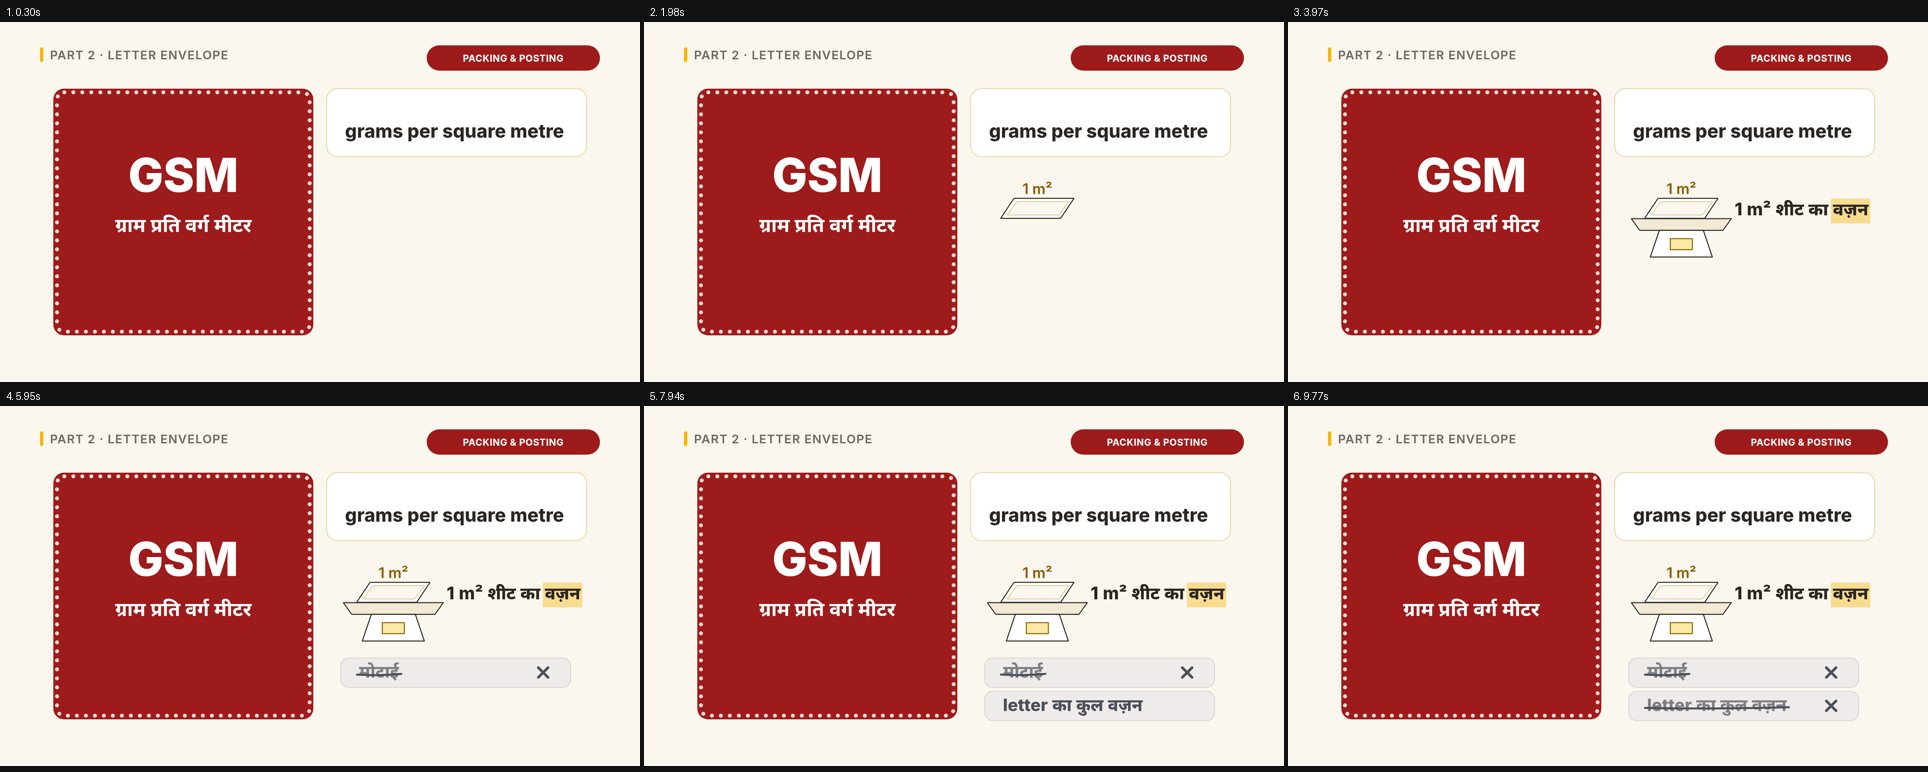 1. 0.30s
PART 2 · LETTER ENVELOPE
PACKING & POSTING
GSM
ग्राम प्रति वर्ग मीटर
grams per square metre
2. 1.98s
PART 2 · LETTER ENVELOPE
PACKING & POSTING
GSM
ग्राम प्रति वर्ग मीटर
grams per square metre
1 m²
3. 3.97s
PART 2 · LETTER ENVELOPE
PACKING & POSTING
GSM
ग्राम प्रति वर्ग मीटर
grams per square metre
1 m²
1 m² शीट का वज़न
4. 5.95s
PART 2 · LETTER ENVELOPE
PACKING & POSTING
GSM
ग्राम प्रति वर्ग मीटर
grams per square metre
1 m²
1 m² शीट का वज़न
मोटाई ✕
5. 7.94s
PART 2 · LETTER ENVELOPE
PACKING & POSTING
GSM
ग्राम प्रति वर्ग मीटर
grams per square metre
1 m²
1 m² शीट का वज़न
मोटाई ✕
letter का कुल वज़न
6. 9.77s
PART 2 · LETTER ENVELOPE
PACKING & POSTING
GSM
ग्राम प्रति वर्ग मीटर
grams per square metre
1 m²
1 m² शीट का वज़न
मोटाई ✕
letter का कुल वज़न ✕